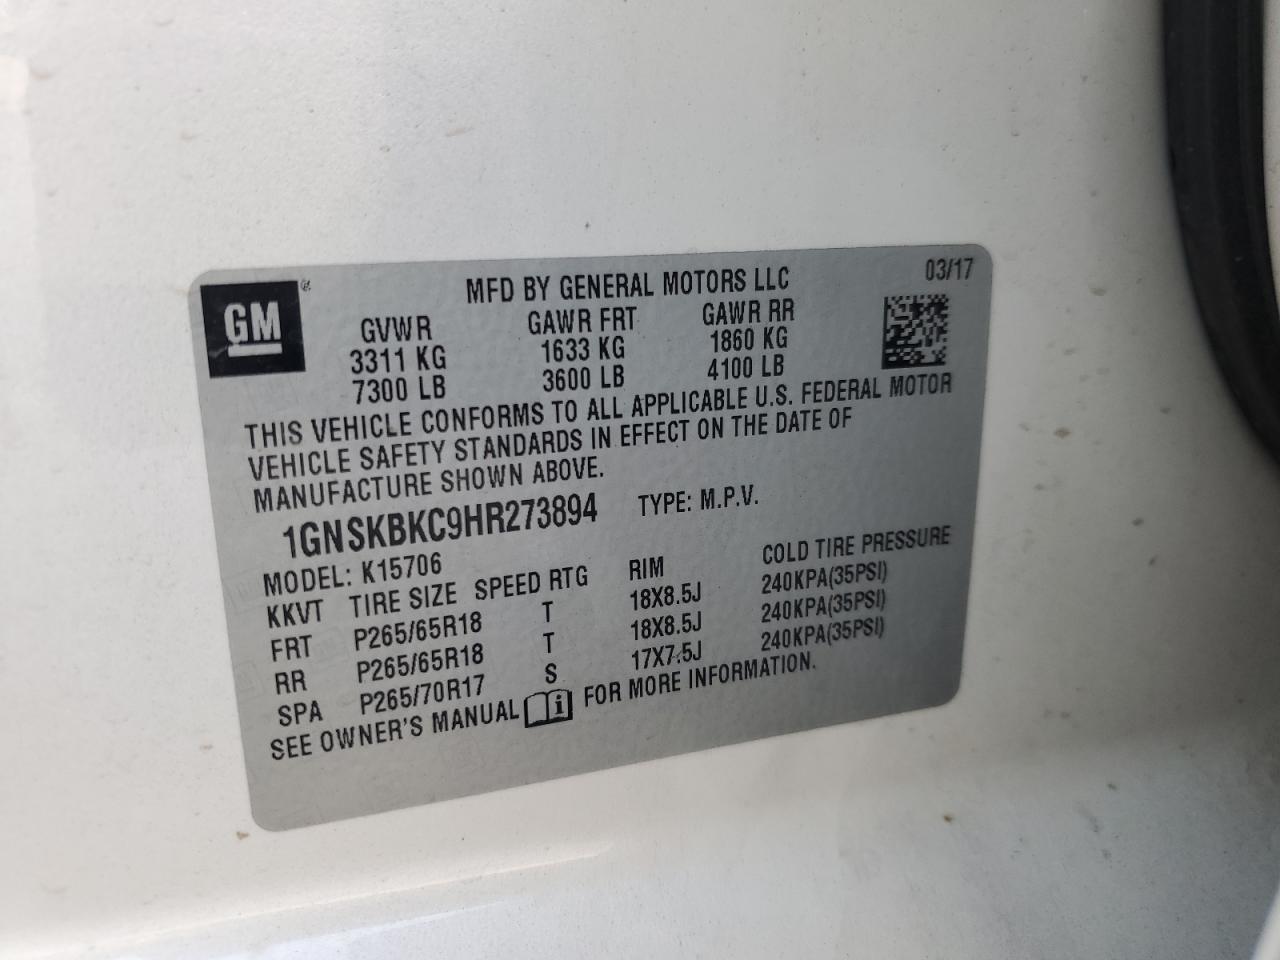 GM
MFD BY GENERAL MOTORS LLC 03/17
GVWR GAWR FRT GAWR RR
3311 KG 1633 KG 1860 KG
7300 LB 3600 LB 4100 LB
THIS VEHICLE CONFORMS TO ALL APPLICABLE U.S. FEDERAL MOTOR
VEHICLE SAFETY STANDARDS IN EFFECT ON THE DATE OF
MANUFACTURE SHOWN ABOVE.
1GNSKBKC9HR273894 TYPE: M.P.V.
MODEL: K15706
KKVT TIRE SIZE SPEED RTG RIM COLD TIRE PRESSURE
FRT P265/65R18 T 18X8.5J 240KPA(35PSI)
RR P265/65R18 T 18X8.5J 240KPA(35PSI)
SPA P265/70R17 S 17X7.5J 240KPA(35PSI)
SEE OWNER'S MANUAL i FOR MORE INFORMATION.